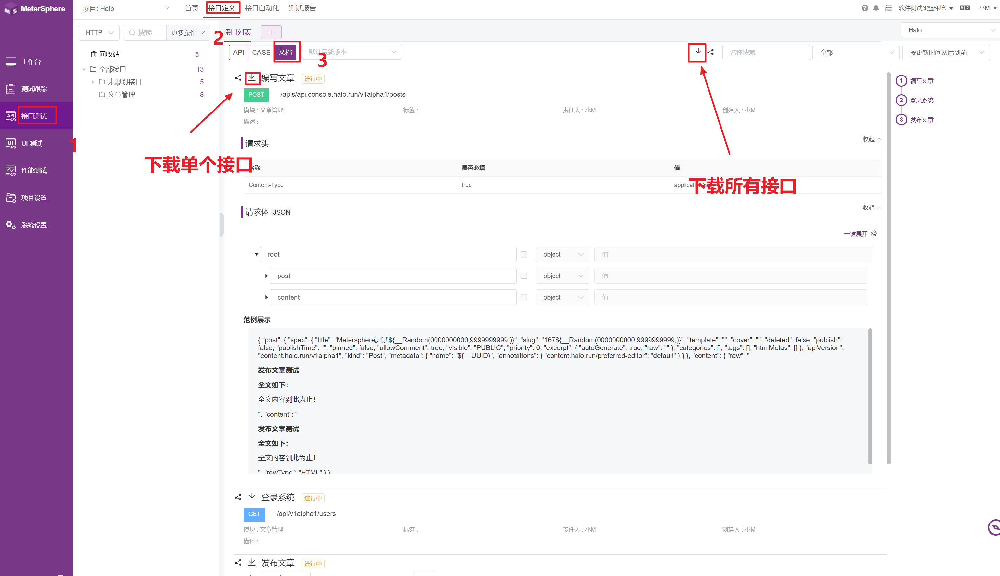 MeterSphere
项目: Halo
首页
接口定义
接口自动化
测试报告
软件测试实验环境
小M
工作台
测试跟踪
接口测试
UI 测试
性能测试
项目设置
系统设置
1
HTTP
搜索
更多操作
回收站 5
全部接口 13
未规划接口 5
文章管理 8
2
接口列表
+
Halo
API
CASE
文档
3
默认最新版本
名称搜索
全部
按更新时间从后到前
编写文章
进行中
POST
/apis/api.console.halo.run/v1alpha1/posts
模块 : 文章管理
标签 :
责任人 : 小M
创建人 : 小M
描述 :
1 编写文章
2 登录系统
3 发布文章
下载单个接口
下载所有接口
请求头
收起
名称
是否必填
值
Content-Type
true
请求体 JSON
收起
一键展开
root
object
值
post
object
值
content
object
值
范例展示
{ "post": { "spec": { "title": "Metersphere测试${__Random(0000000000,9999999999,)}", "slug": "167${__Random(0000000000,9999999999,)}", "template": "", "cover": "", "deleted": false, "publish":
false, "publishTime": "", "pinned": false, "allowComment": true, "visible": "PUBLIC", "priority": 0, "excerpt": { "autoGenerate": true, "raw": "" }, "categories": [], "tags": [], "htmlMetas": [] }, "apiVersion":
"content.halo.run/v1alpha1", "kind": "Post", "metadata": { "name": "${__UUID}", "annotations": { "content.halo.run/preferred-editor": "default" } } }, "content": { "raw": "
发布文章测试
全文如下：
全文内容到此为止！
", "content": "
发布文章测试
全文如下：
全文内容到此为止！
", "rawType": "HTML" } }
登录系统
进行中
GET
/api/v1alpha1/users
模块 : 文章管理
标签 :
责任人 : 小M
创建人 : 小M
描述 :
发布文章
进行中